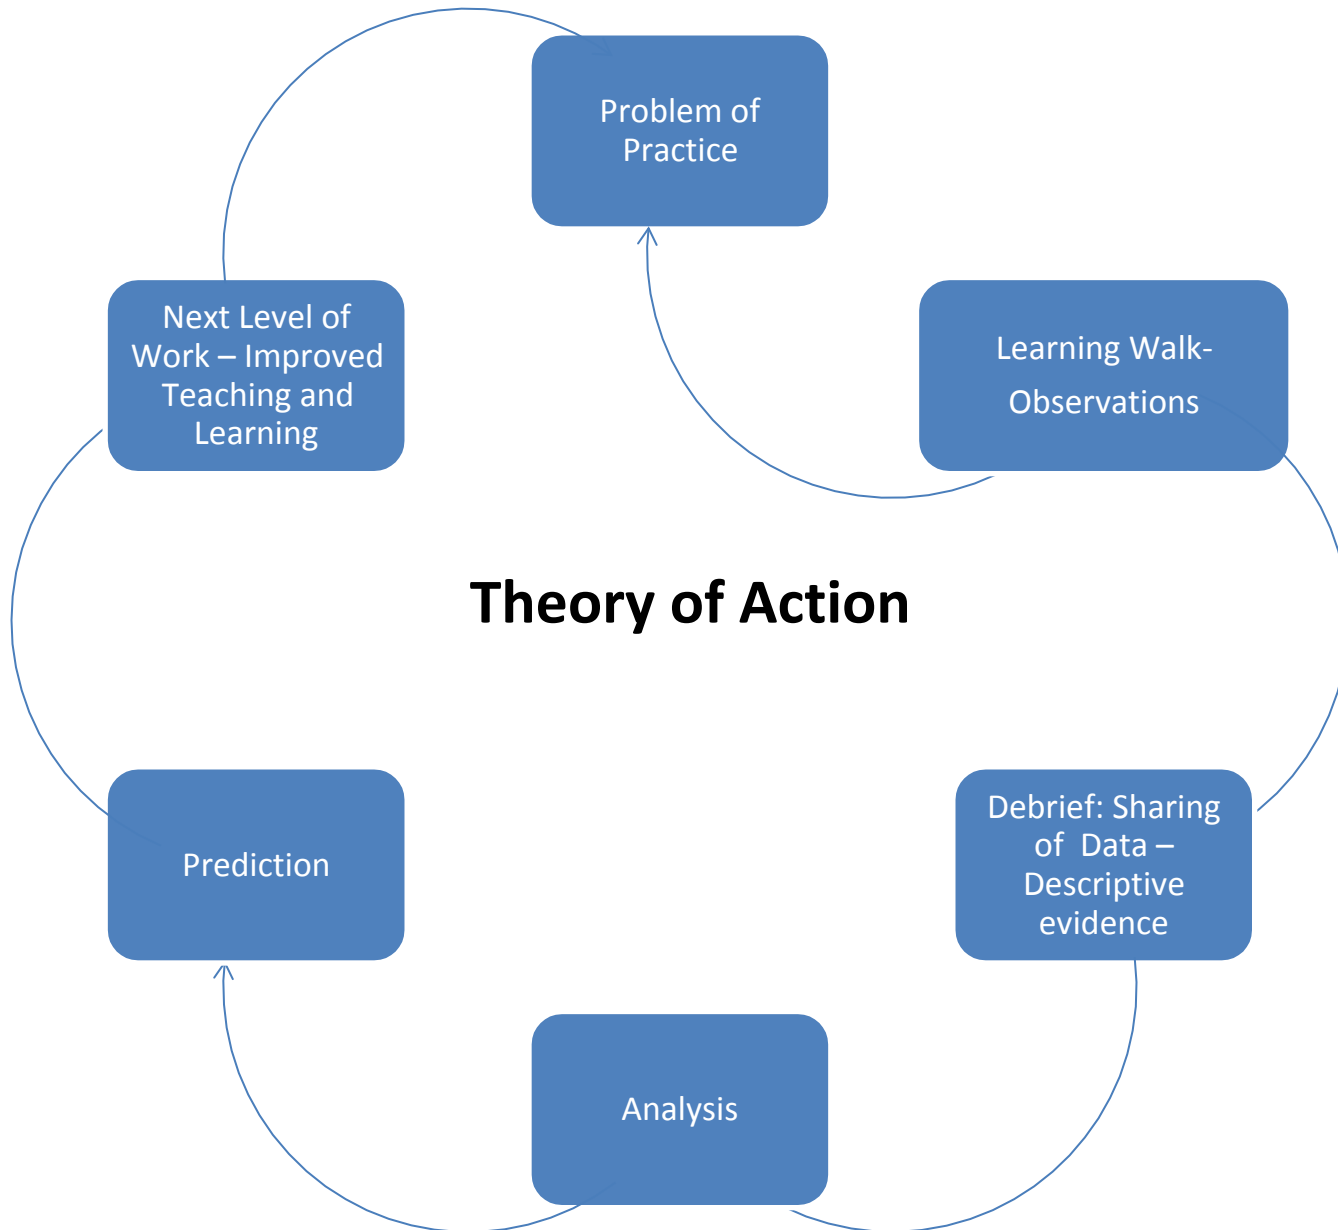 Problem of
Practice
Learning Walk-
Observations
Debrief: Sharing
of  Data –
Descriptive
evidence
Analysis
Prediction
Next Level of
Work – Improved
Teaching and
Learning
Theory of Action